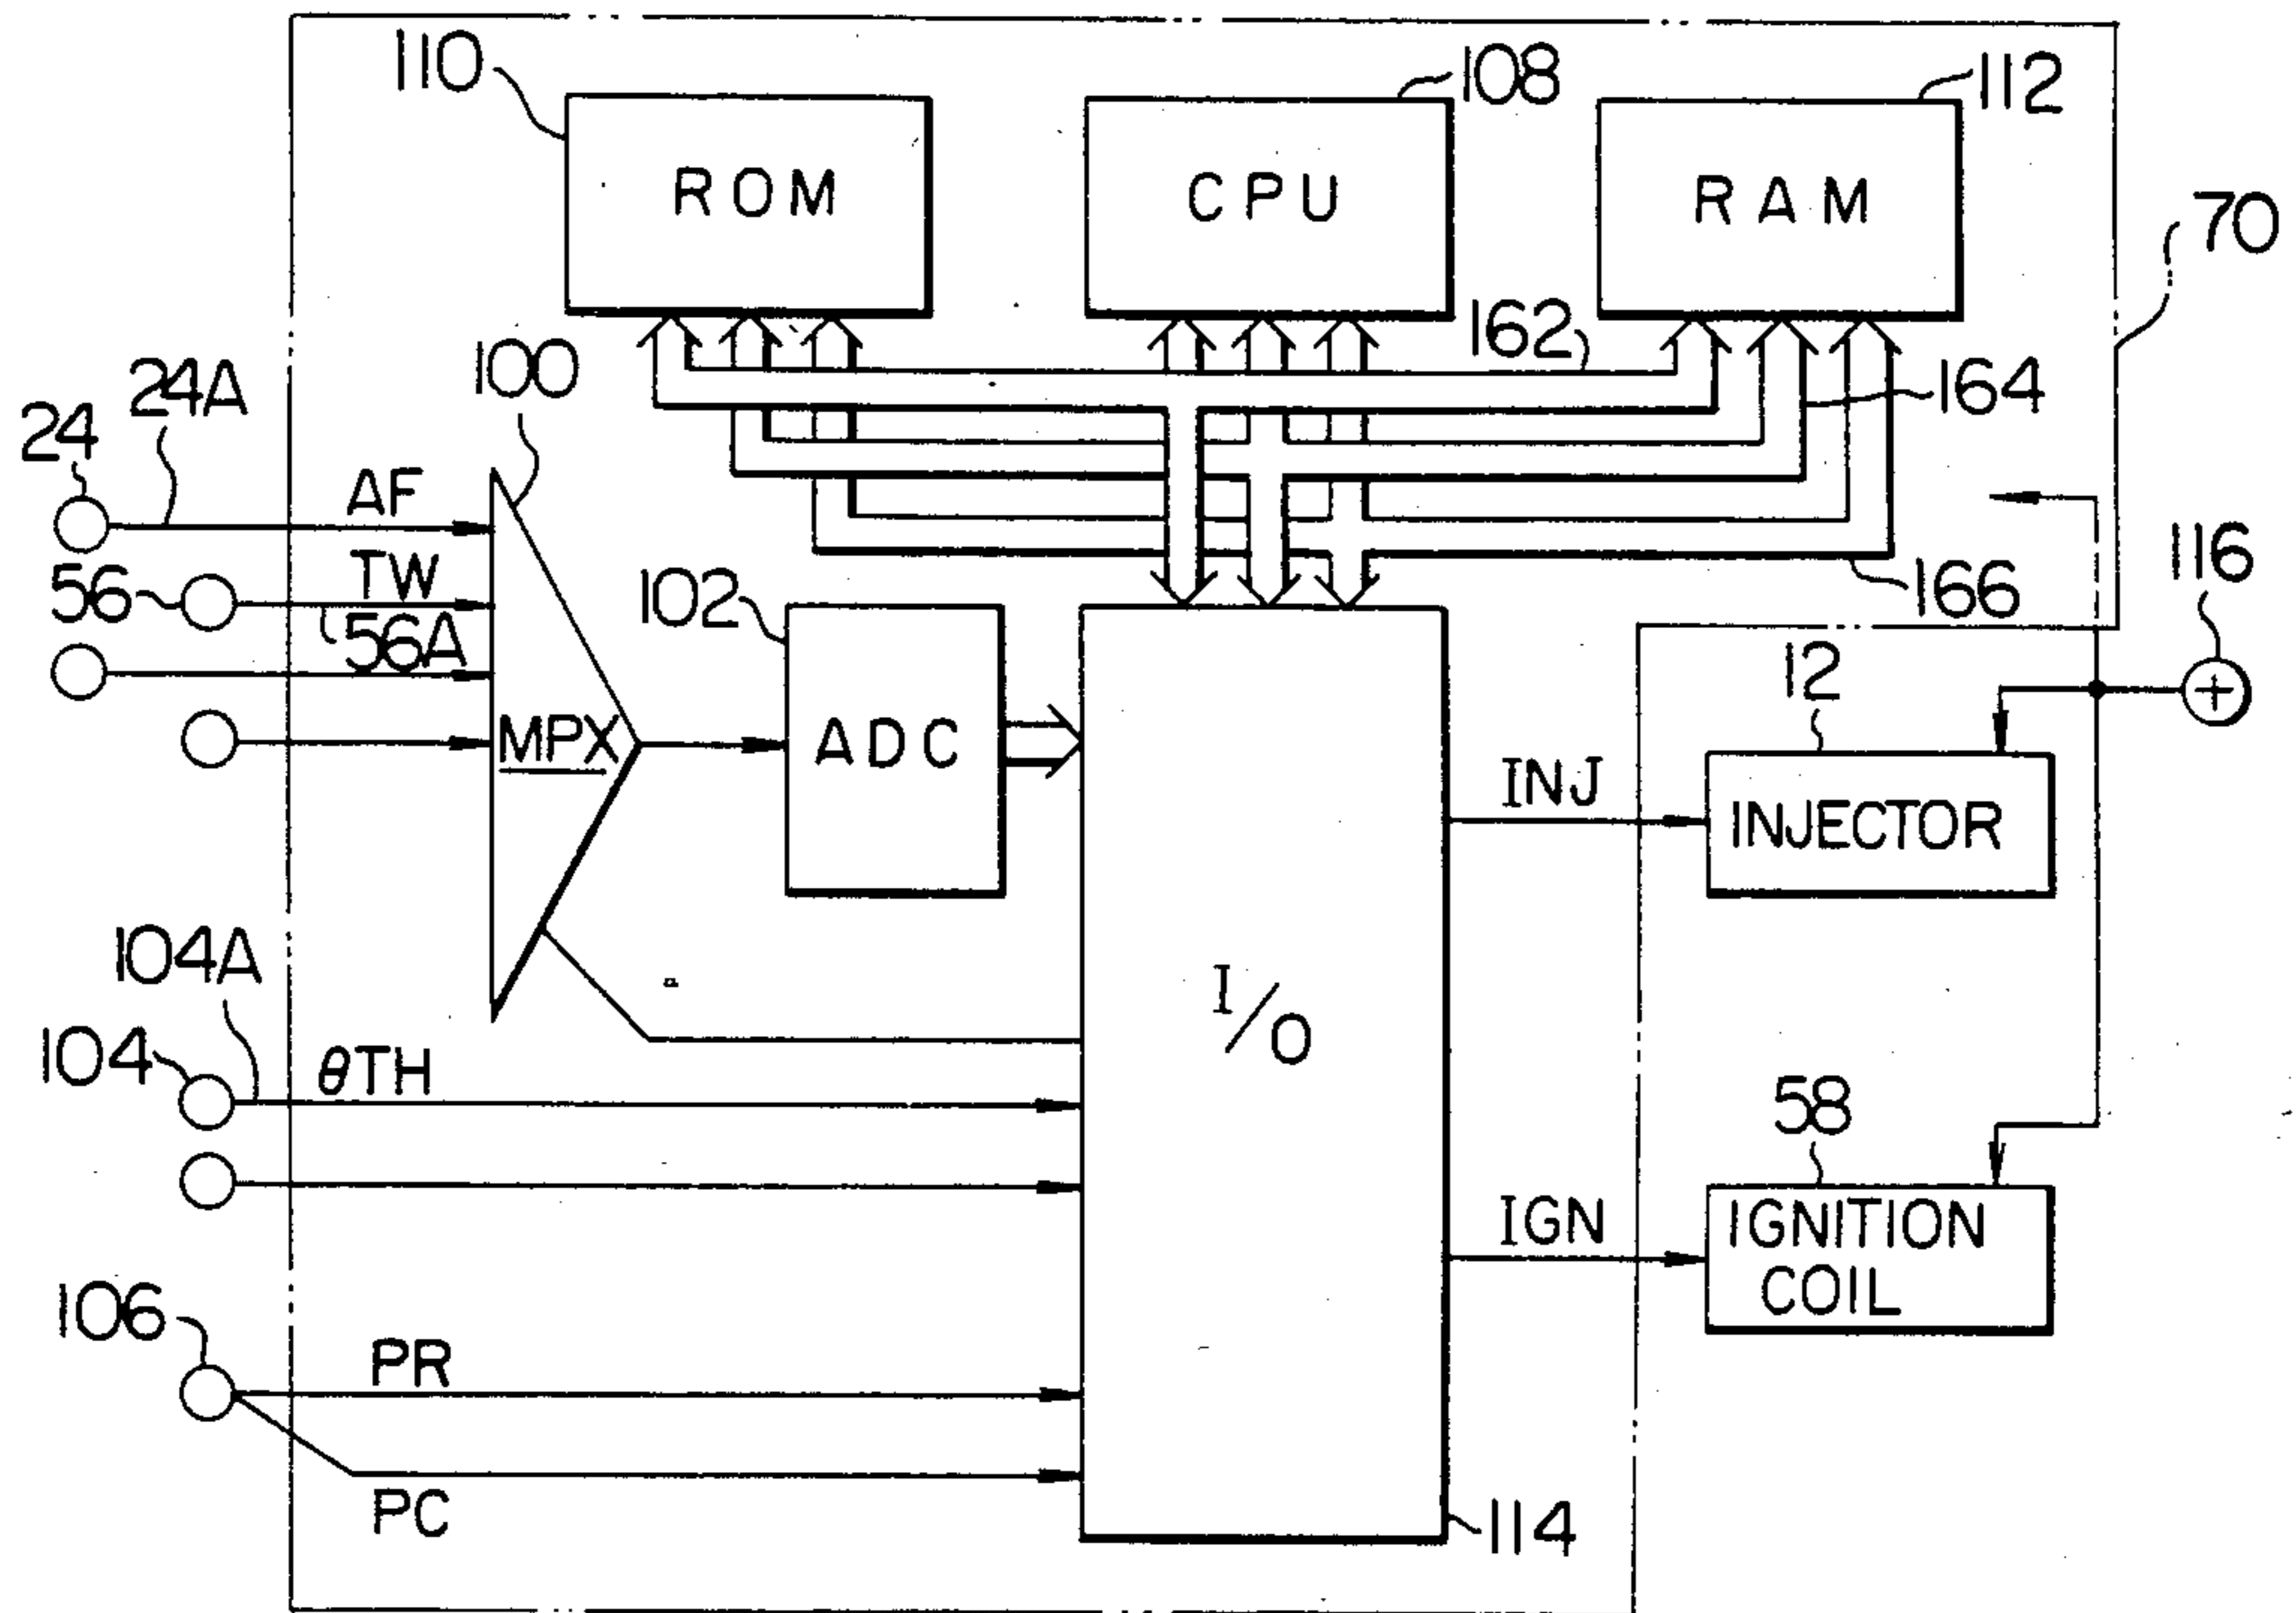 110
108
112
ROM
CPU
RAM
70
162
164
100
24A
24
AF
TW
56
56A
102
166
116
MPX
ADC
12
INJ
INJECTOR
104A
104
θTH
I/O
58
IGN
IGNITION
COIL
106
PR
PC
114